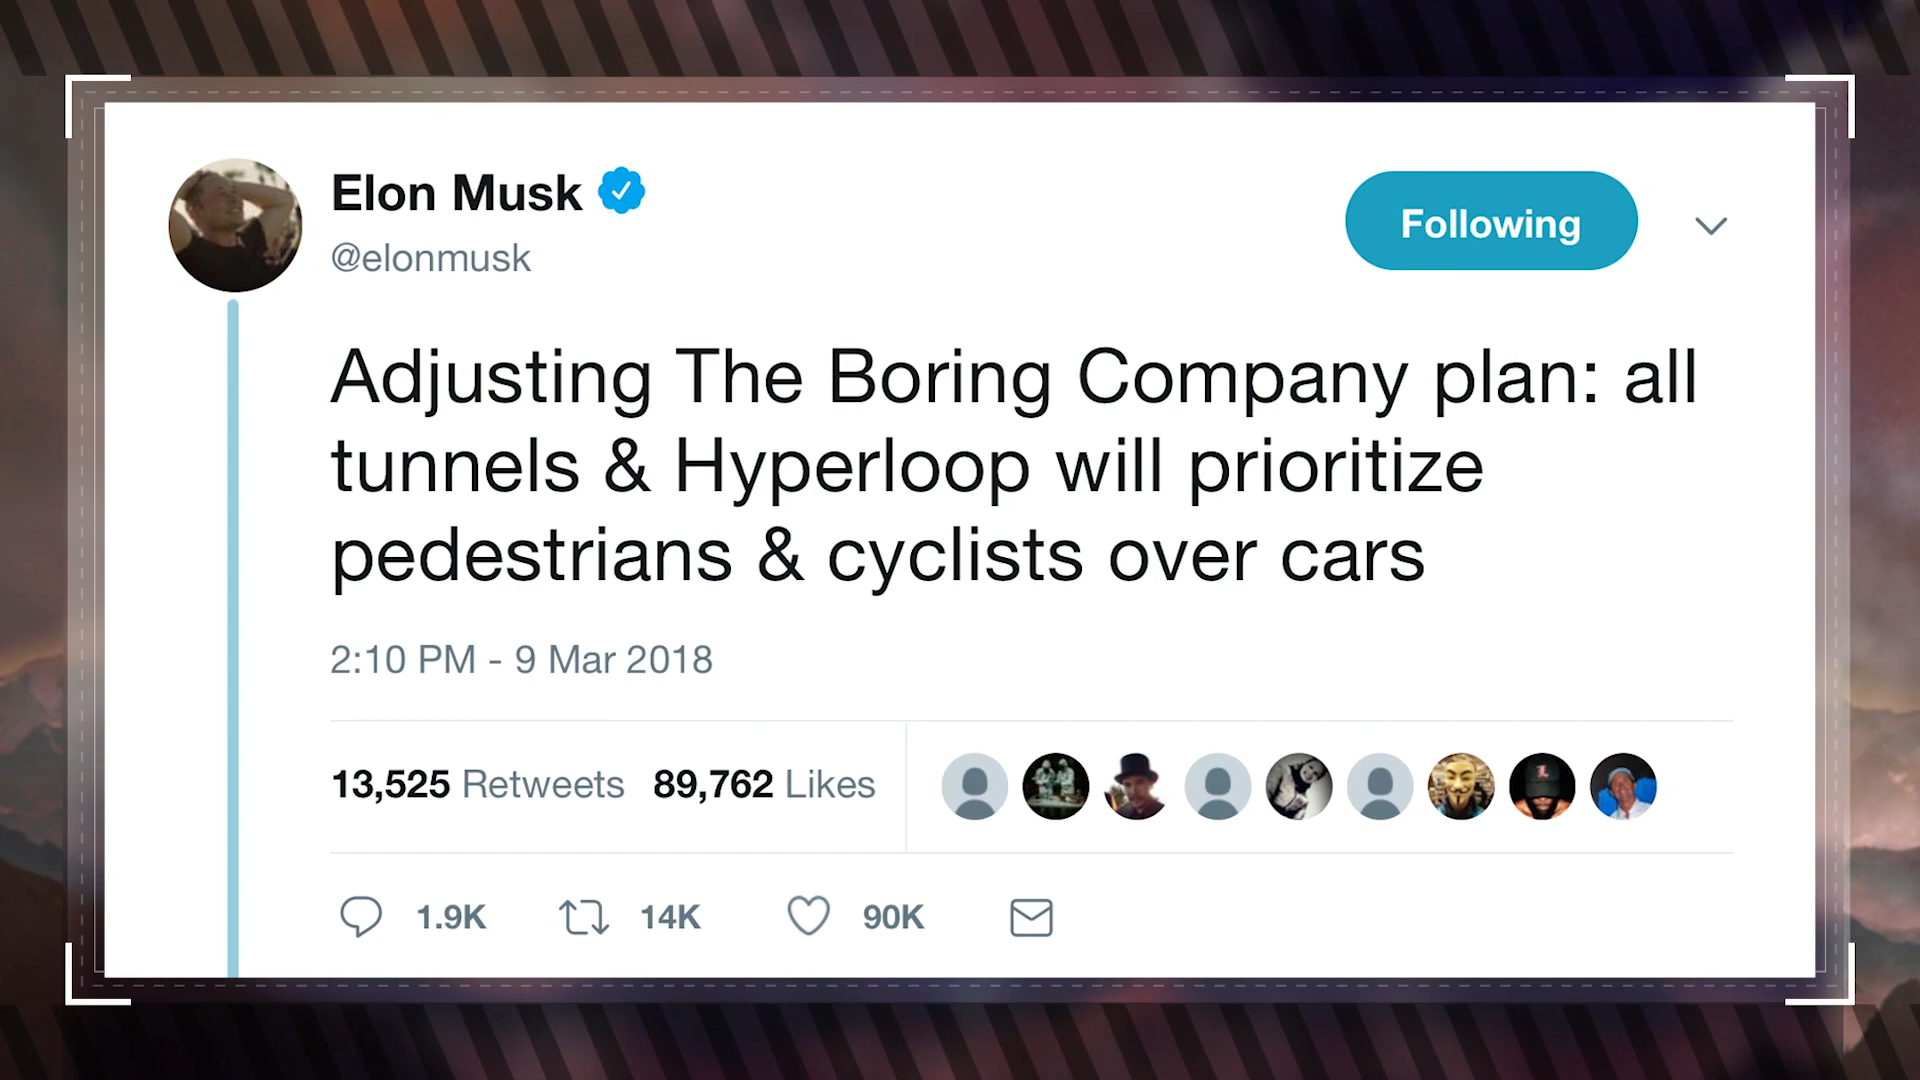 Elon Musk
@elonmusk
Following
Adjusting The Boring Company plan: all
tunnels & Hyperloop will prioritize
pedestrians & cyclists over cars
2:10 PM - 9 Mar 2018
13,525 Retweets 89,762 Likes
1.9K 14K 90K